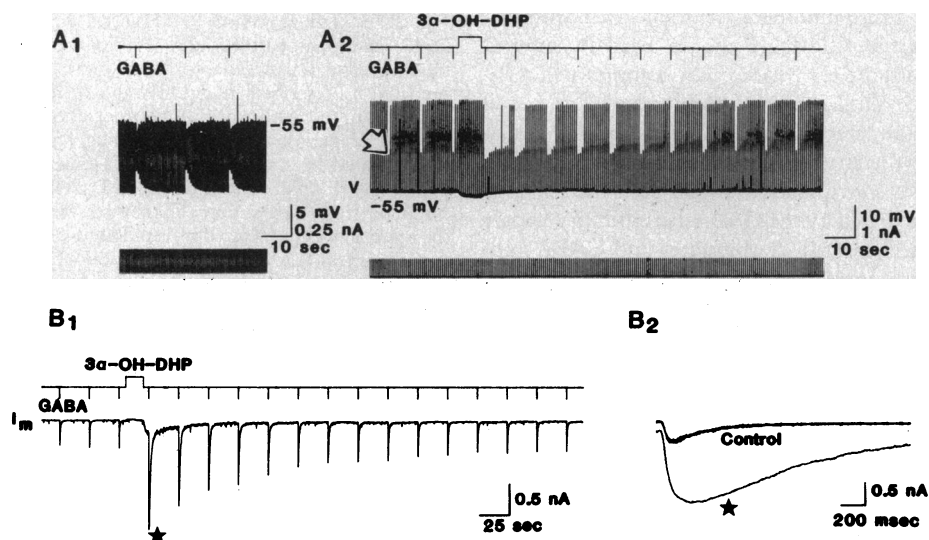 A1
GABA
-55 mV
5 mV
0.25 nA
10 sec
A2
3α-OH-DHP
GABA
V
-55 mV
10 mV
1 nA
10 sec
B1
3α-OH-DHP
GABA
Im
0.5 nA
25 sec
B2
Control
0.5 nA
200 msec